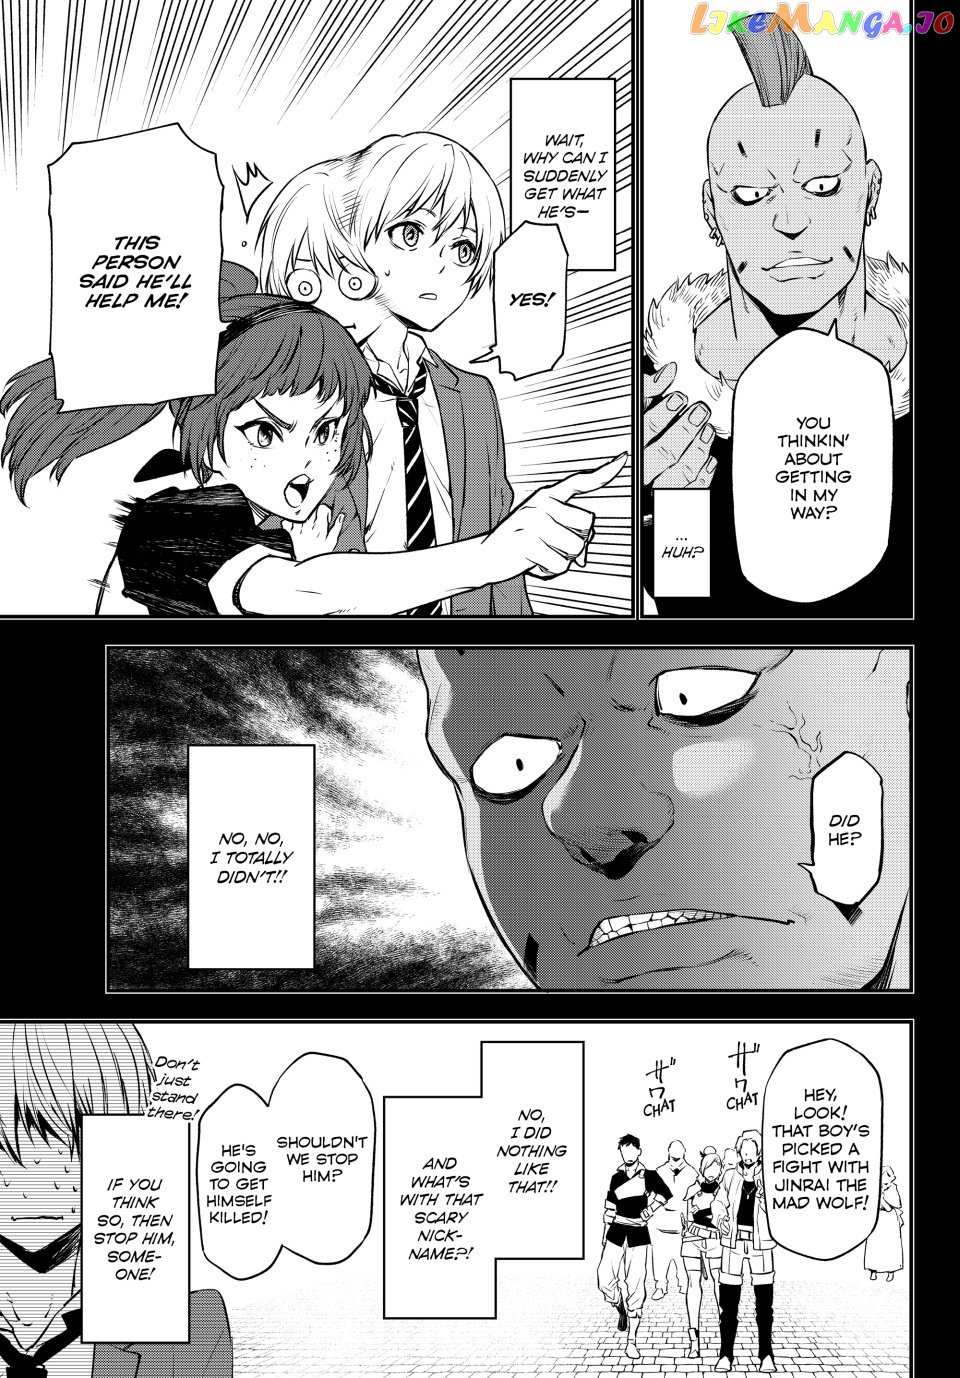 LIKEMANGA.IO
YOU
THINKIN'
ABOUT
GETTING
IN MY
WAY?
...
HUH?
WAIT,
WHY CAN I
SUDDENLY
GET WHAT
HE'S—
YES!
THIS
PERSON
SAID HE'LL
HELP ME!
DID
HE?
NO, NO,
I TOTALLY
DIDN'T!!
HEY,
LOOK!
THAT BOY'S
PICKED A
FIGHT WITH
JINRAI THE
MAD WOLF!
ザワ
CHAT
ザワ
CHAT
NO,
I DID
NOTHING
LIKE
THAT!!
AND
WHAT'S
WITH THAT
SCARY
NICK-
NAME?!
SHOULDN'T
WE STOP
HIM?
HE'S
GOING
TO GET
HIMSELF
KILLED!
Don't
just
stand
there!
IF YOU
THINK
SO, THEN
STOP HIM,
SOME-
ONE!